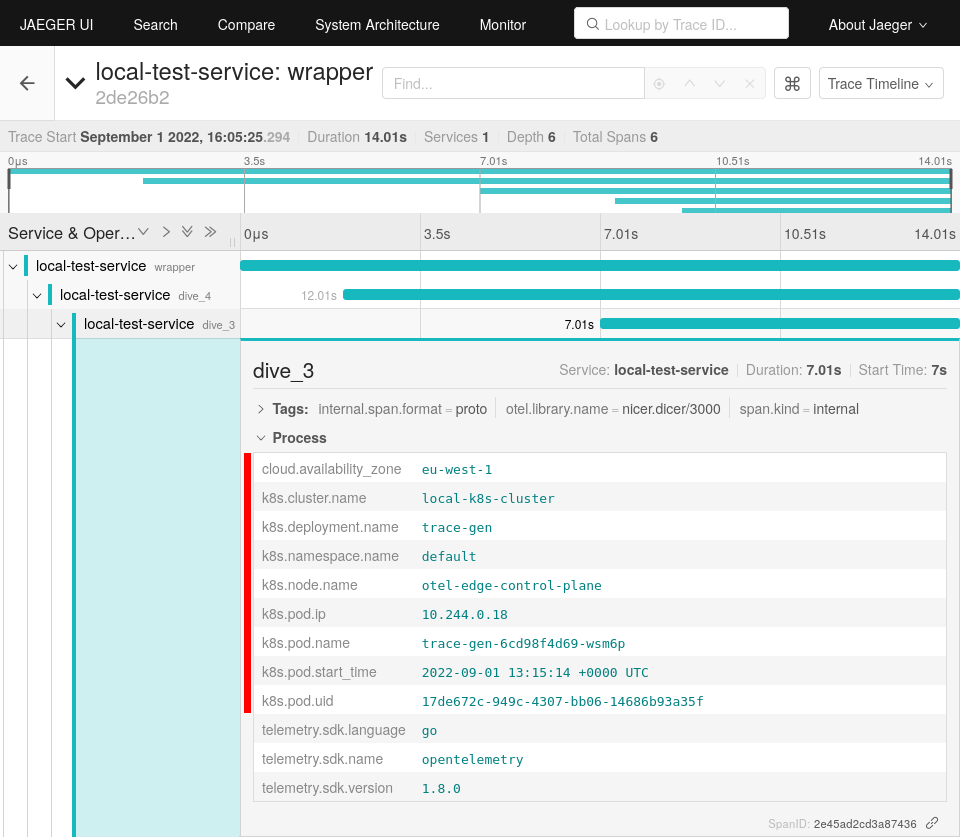 JAEGER UI Search Compare System Architecture Monitor Lookup by Trace ID... About Jaeger
local-test-service: wrapper
2de26b2
Find...
⌘
Trace Timeline
Trace Start September 1 2022, 16:05:25.294 Duration 14.01s Services 1 Depth 6 Total Spans 6
0μs 3.5s 7.01s 10.51s 14.01s
Service & Oper… 0μs 3.5s 7.01s 10.51s 14.01s
local-test-service wrapper
local-test-service dive_4 12.01s
local-test-service dive_3 7.01s
dive_3 Service: local-test-service Duration: 7.01s Start Time: 7s
Tags: internal.span.format = proto otel.library.name = nicer.dicer/3000 span.kind = internal
Process
cloud.availability_zone eu-west-1
k8s.cluster.name local-k8s-cluster
k8s.deployment.name trace-gen
k8s.namespace.name default
k8s.node.name otel-edge-control-plane
k8s.pod.ip 10.244.0.18
k8s.pod.name trace-gen-6cd98f4d69-wsm6p
k8s.pod.start_time 2022-09-01 13:15:14 +0000 UTC
k8s.pod.uid 17de672c-949c-4307-bb06-14686b93a35f
telemetry.sdk.language go
telemetry.sdk.name opentelemetry
telemetry.sdk.version 1.8.0
SpanID: 2e45ad2cd3a87436